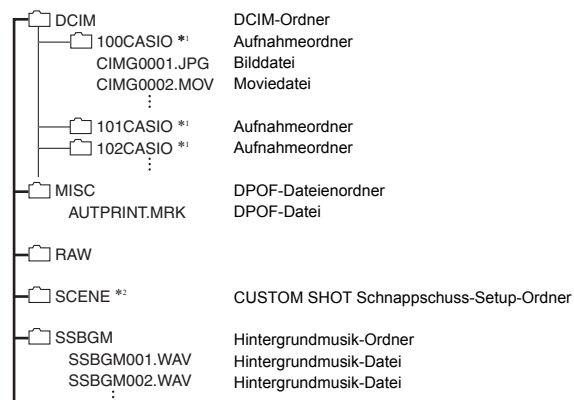 DCIM DCIM-Ordner
100CASIO *1 Aufnahmeordner
CIMG0001.JPG Bilddatei
CIMG0002.MOV Moviedatei
101CASIO *1 Aufnahmeordner
102CASIO *1 Aufnahmeordner
MISC DPOF-Dateienordner
AUTPRINT.MRK DPOF-Datei
RAW
SCENE *2 CUSTOM SHOT Schnappschuss-Setup-Ordner
SSBGM Hintergrundmusik-Ordner
SSBGM001.WAV Hintergrundmusik-Datei
SSBGM002.WAV Hintergrundmusik-Datei